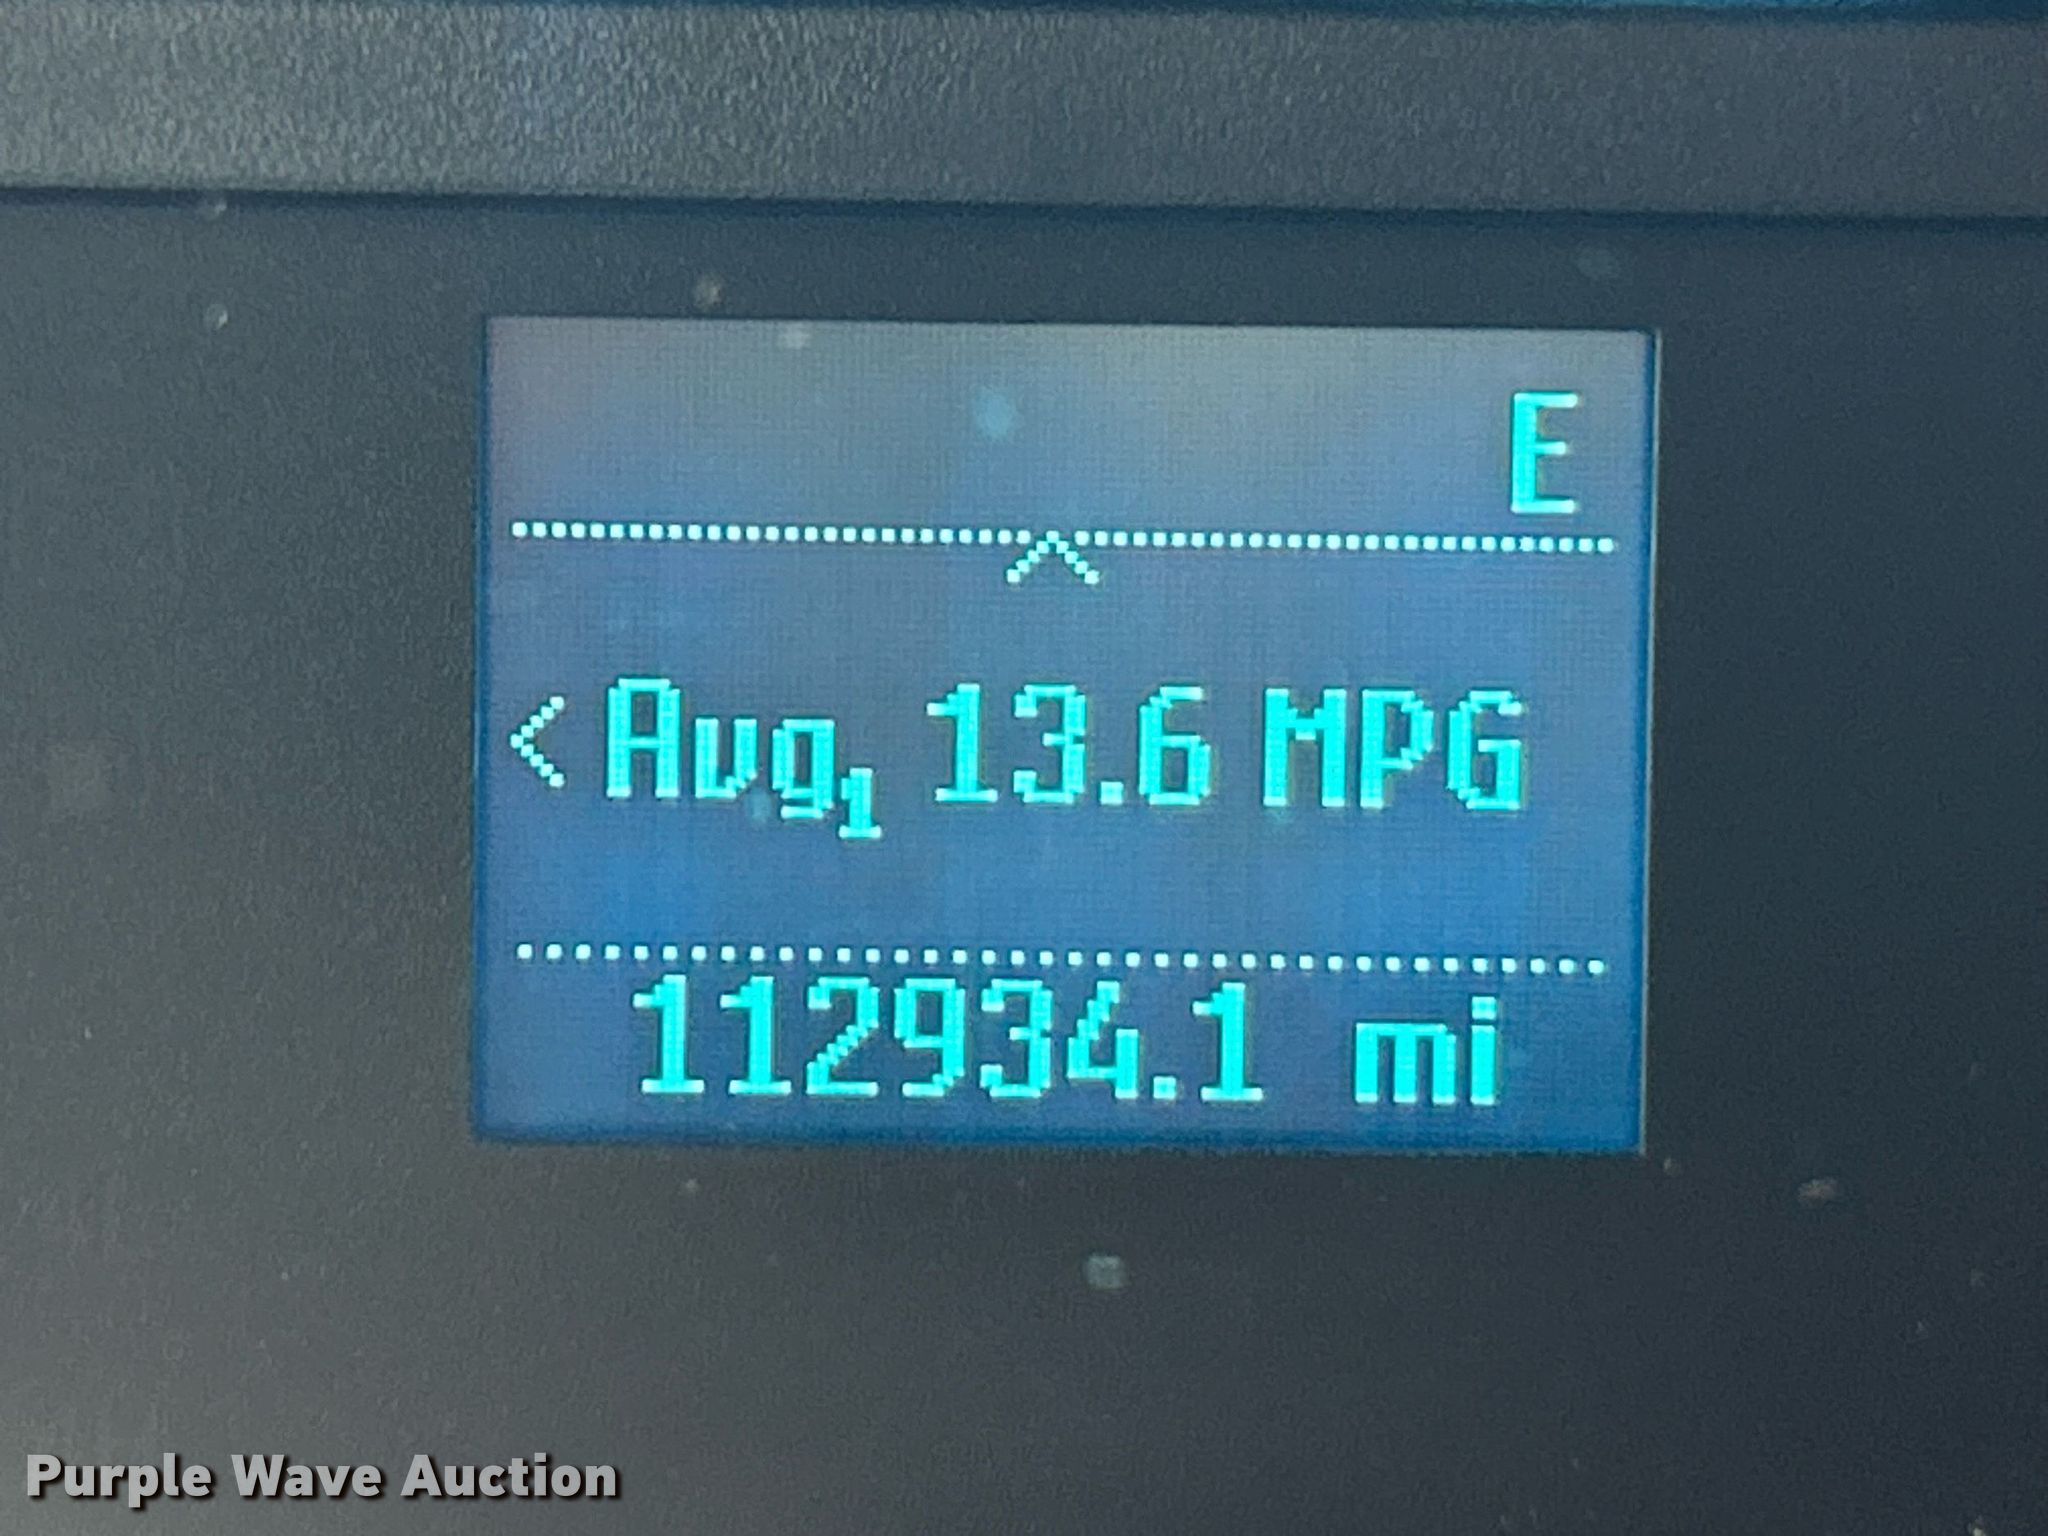 E
< Avg₁ 13.6 MPG
112934.1 mi
Purple Wave Auction